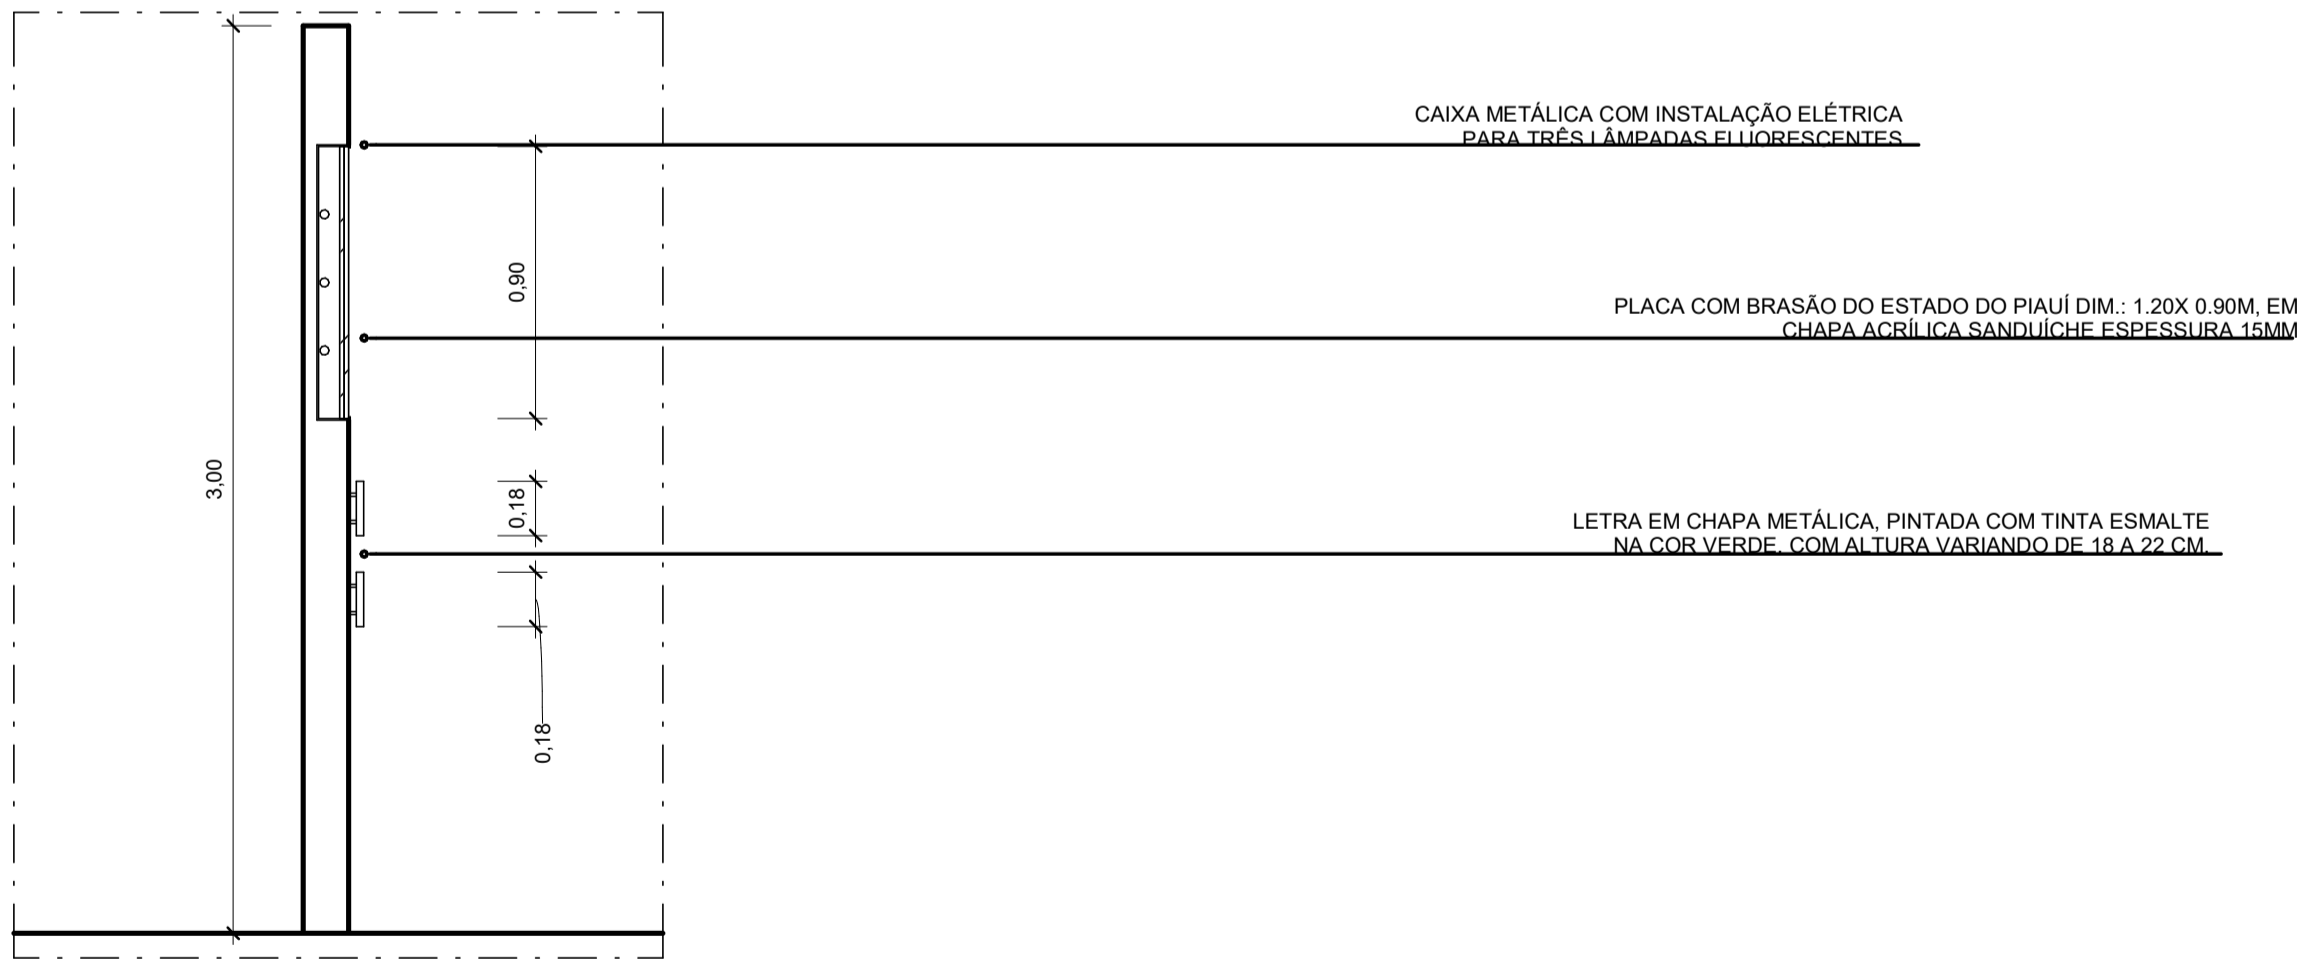 CAIXA METÁLICA COM INSTALAÇÃO ELÉTRICA
PARA TRÊS LÂMPADAS FLUORESCENTES
0,90
PLACA COM BRASÃO DO ESTADO DO PIAUÍ DIM.: 1.20X 0.90M, EM
CHAPA ACRÍLICA SANDUÍCHE ESPESSURA 15MM
3,00
0,18
LETRA EM CHAPA METÁLICA, PINTADA COM TINTA ESMALTE
NA COR VERDE, COM ALTURA VARIANDO DE 18 A 22 CM.
0,18